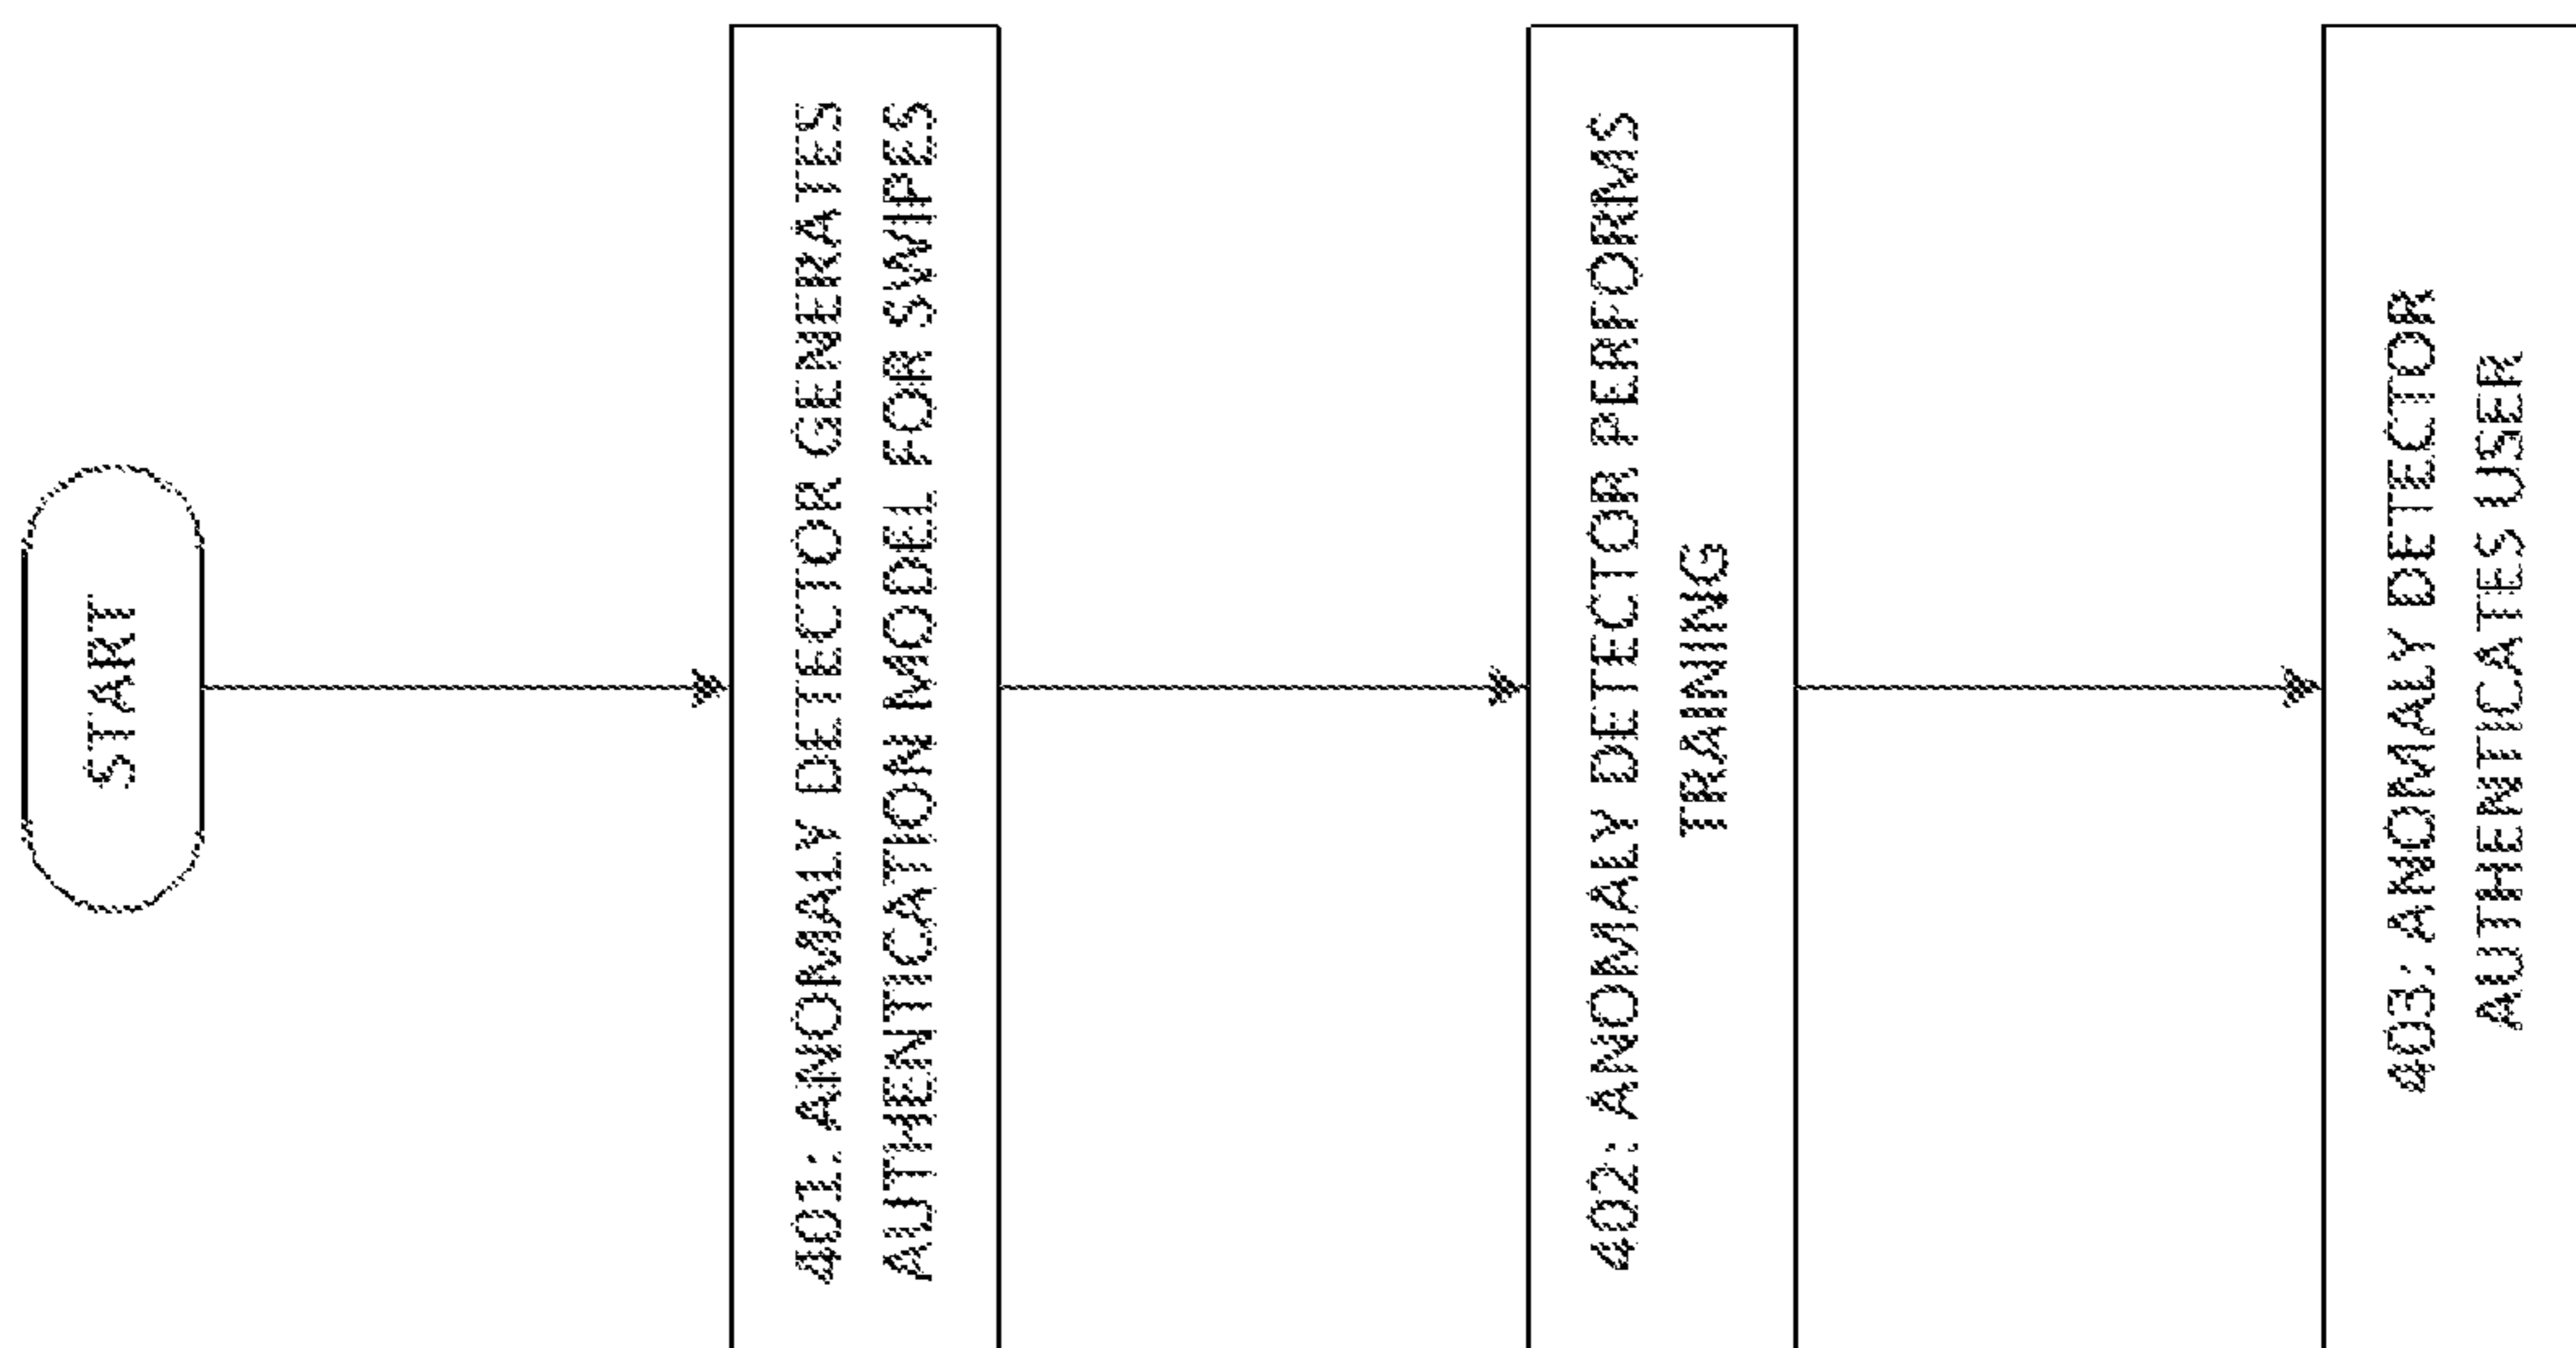 START
401: ANOMALY DETECTOR GENERATES
AUTHENTICATION MODEL FOR SWIPES
402: ANOMALY DETECTOR PERFORMS
TRAINING
403: ANOMALY DETECTOR
AUTHENTICATES USER